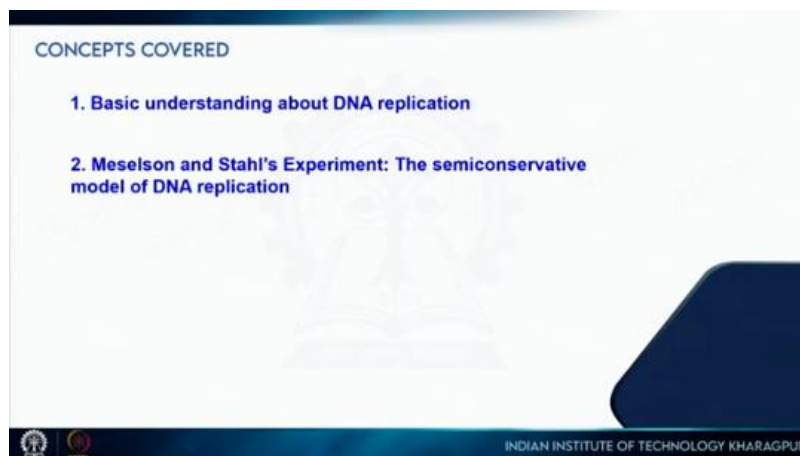 CONCEPTS COVERED
1. Basic understanding about DNA replication
2. Meselson and Stahl's Experiment: The semiconservative
model of DNA replication
INDIAN INSTITUTE OF TECHNOLOGY KHARAGPUR